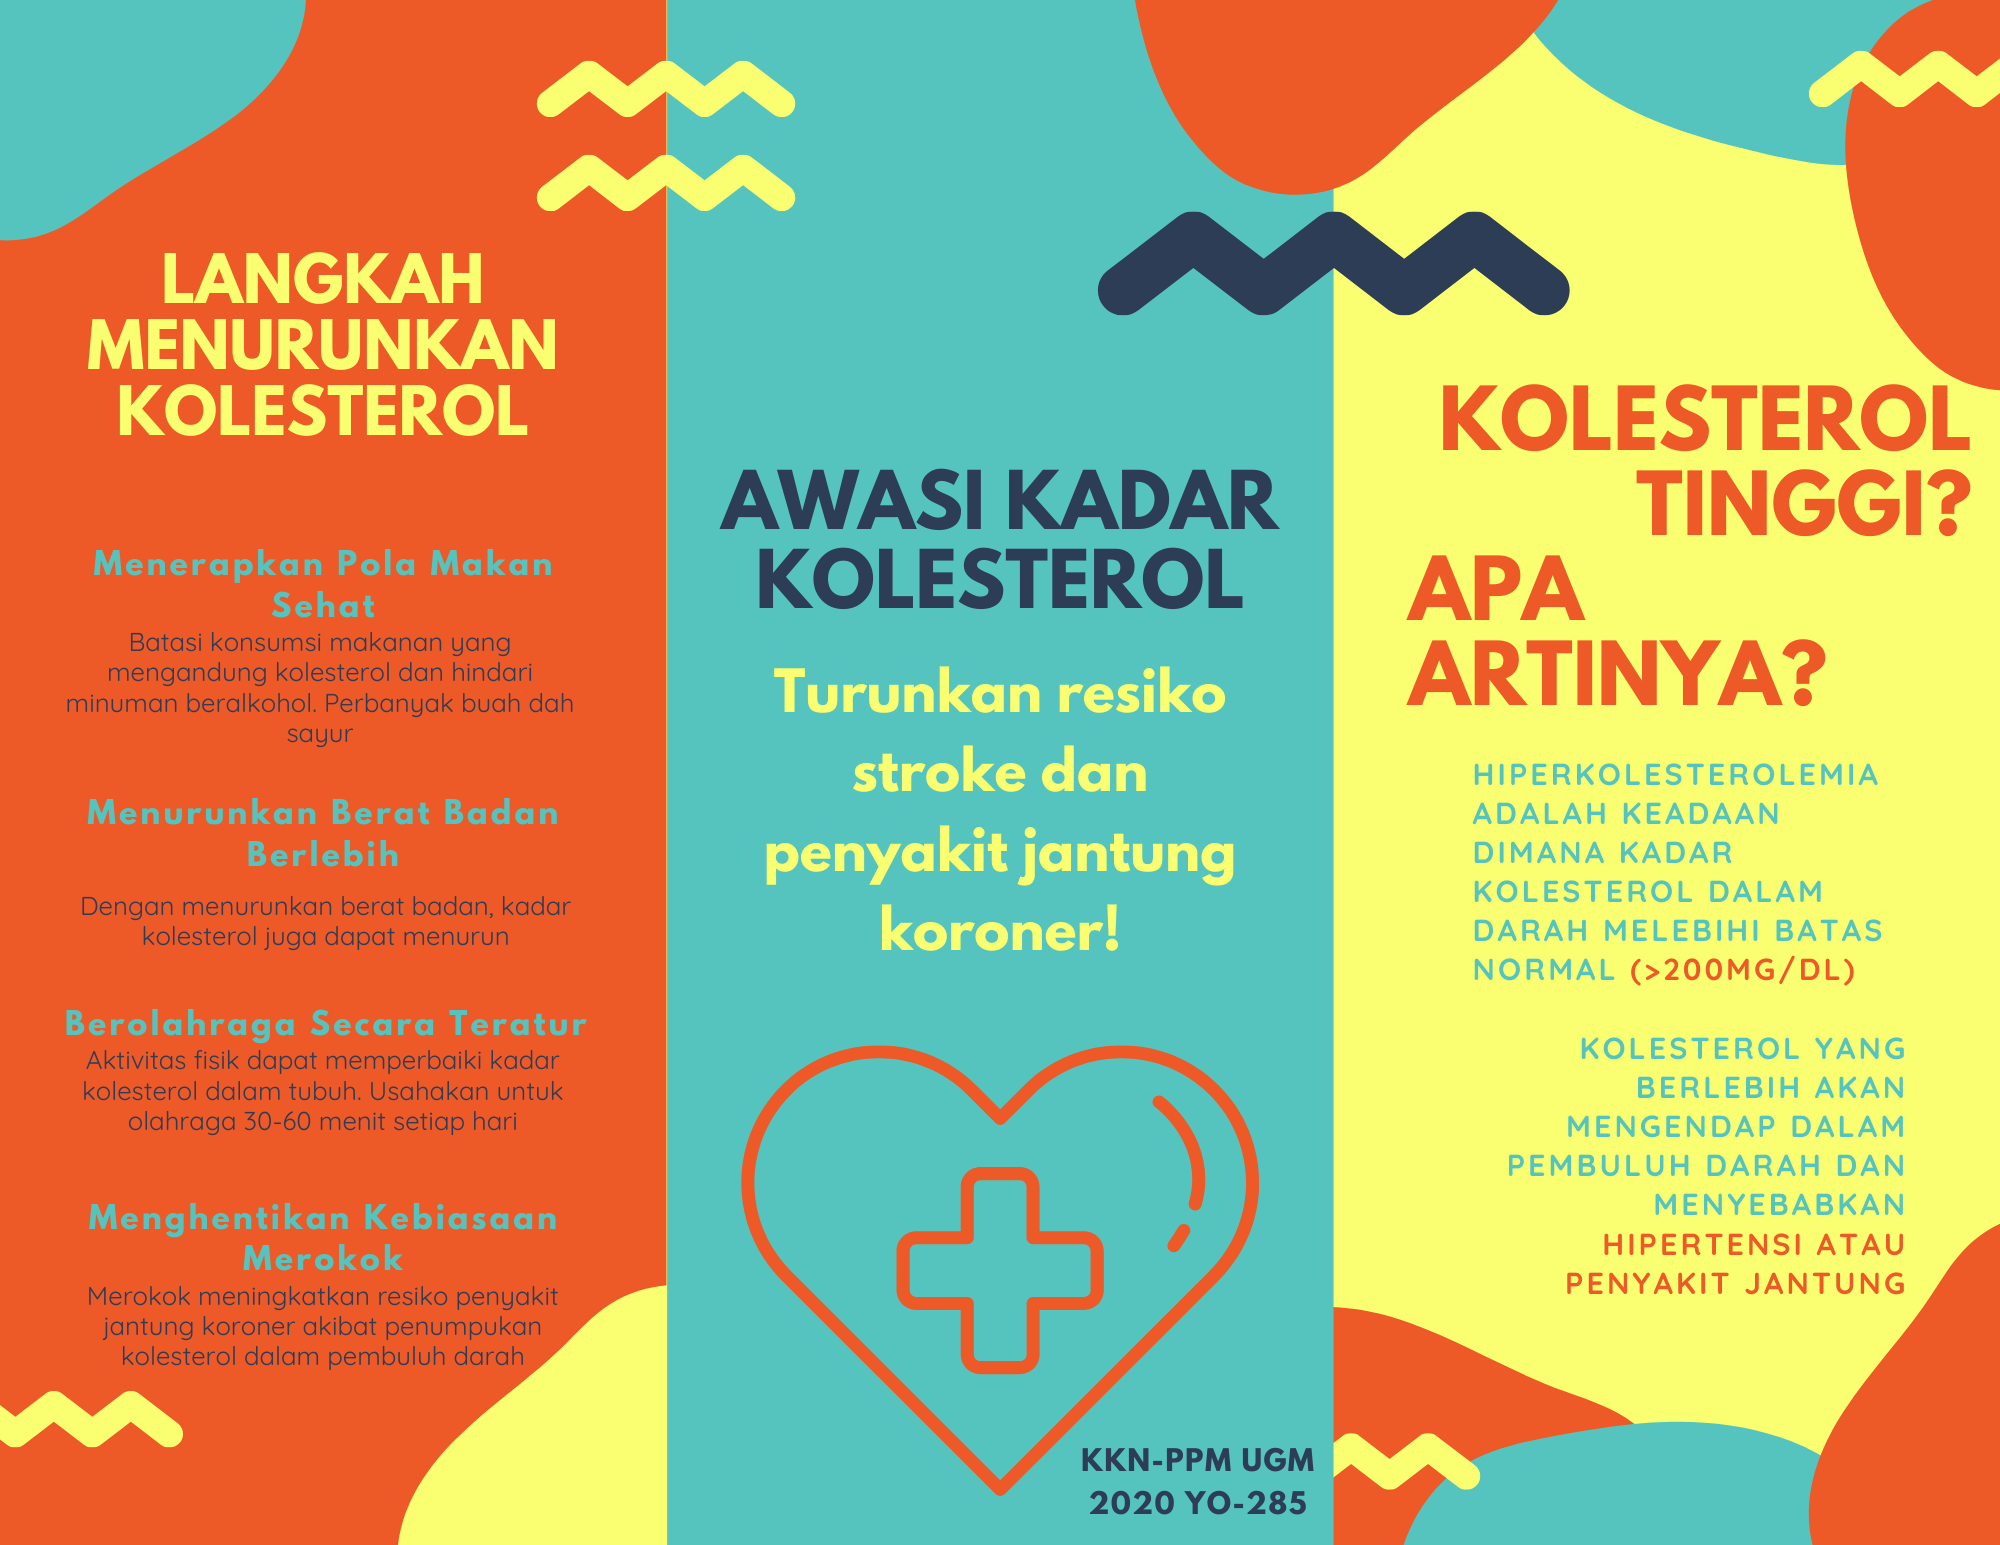 LANGKAH
MENURUNKAN
KOLESTEROL
Menerapkan Pola Makan
Sehat
Batasi konsumsi makanan yang
mengandung kolesterol dan hindari
minuman beralkohol. Perbanyak buah dah
sayur
Menurunkan Berat Badan
Berlebih
Dengan menurunkan berat badan, kadar
kolesterol juga dapat menurun
Berolahraga Secara Teratur
Aktivitas fisik dapat memperbaiki kadar
kolesterol dalam tubuh. Usahakan untuk
olahraga 30-60 menit setiap hari
Menghentikan Kebiasaan
Merokok
Merokok meningkatkan resiko penyakit
jantung koroner akibat penumpukan
kolesterol dalam pembuluh darah
AWASI KADAR
KOLESTEROL
Turunkan resiko
stroke dan
penyakit jantung
koroner!
KKN-PPM UGM
2020 YO-285
KOLESTEROL
TINGGI?
APA
ARTINYA?
HIPERKOLESTEROLEMIA
ADALAH KEADAAN
DIMANA KADAR
KOLESTEROL DALAM
DARAH MELEBIHI BATAS
NORMAL (>200MG/DL)
KOLESTEROL YANG
BERLEBIH AKAN
MENGENDAP DALAM
PEMBULUH DARAH DAN
MENYEBABKAN
HIPERTENSI ATAU
PENYAKIT JANTUNG